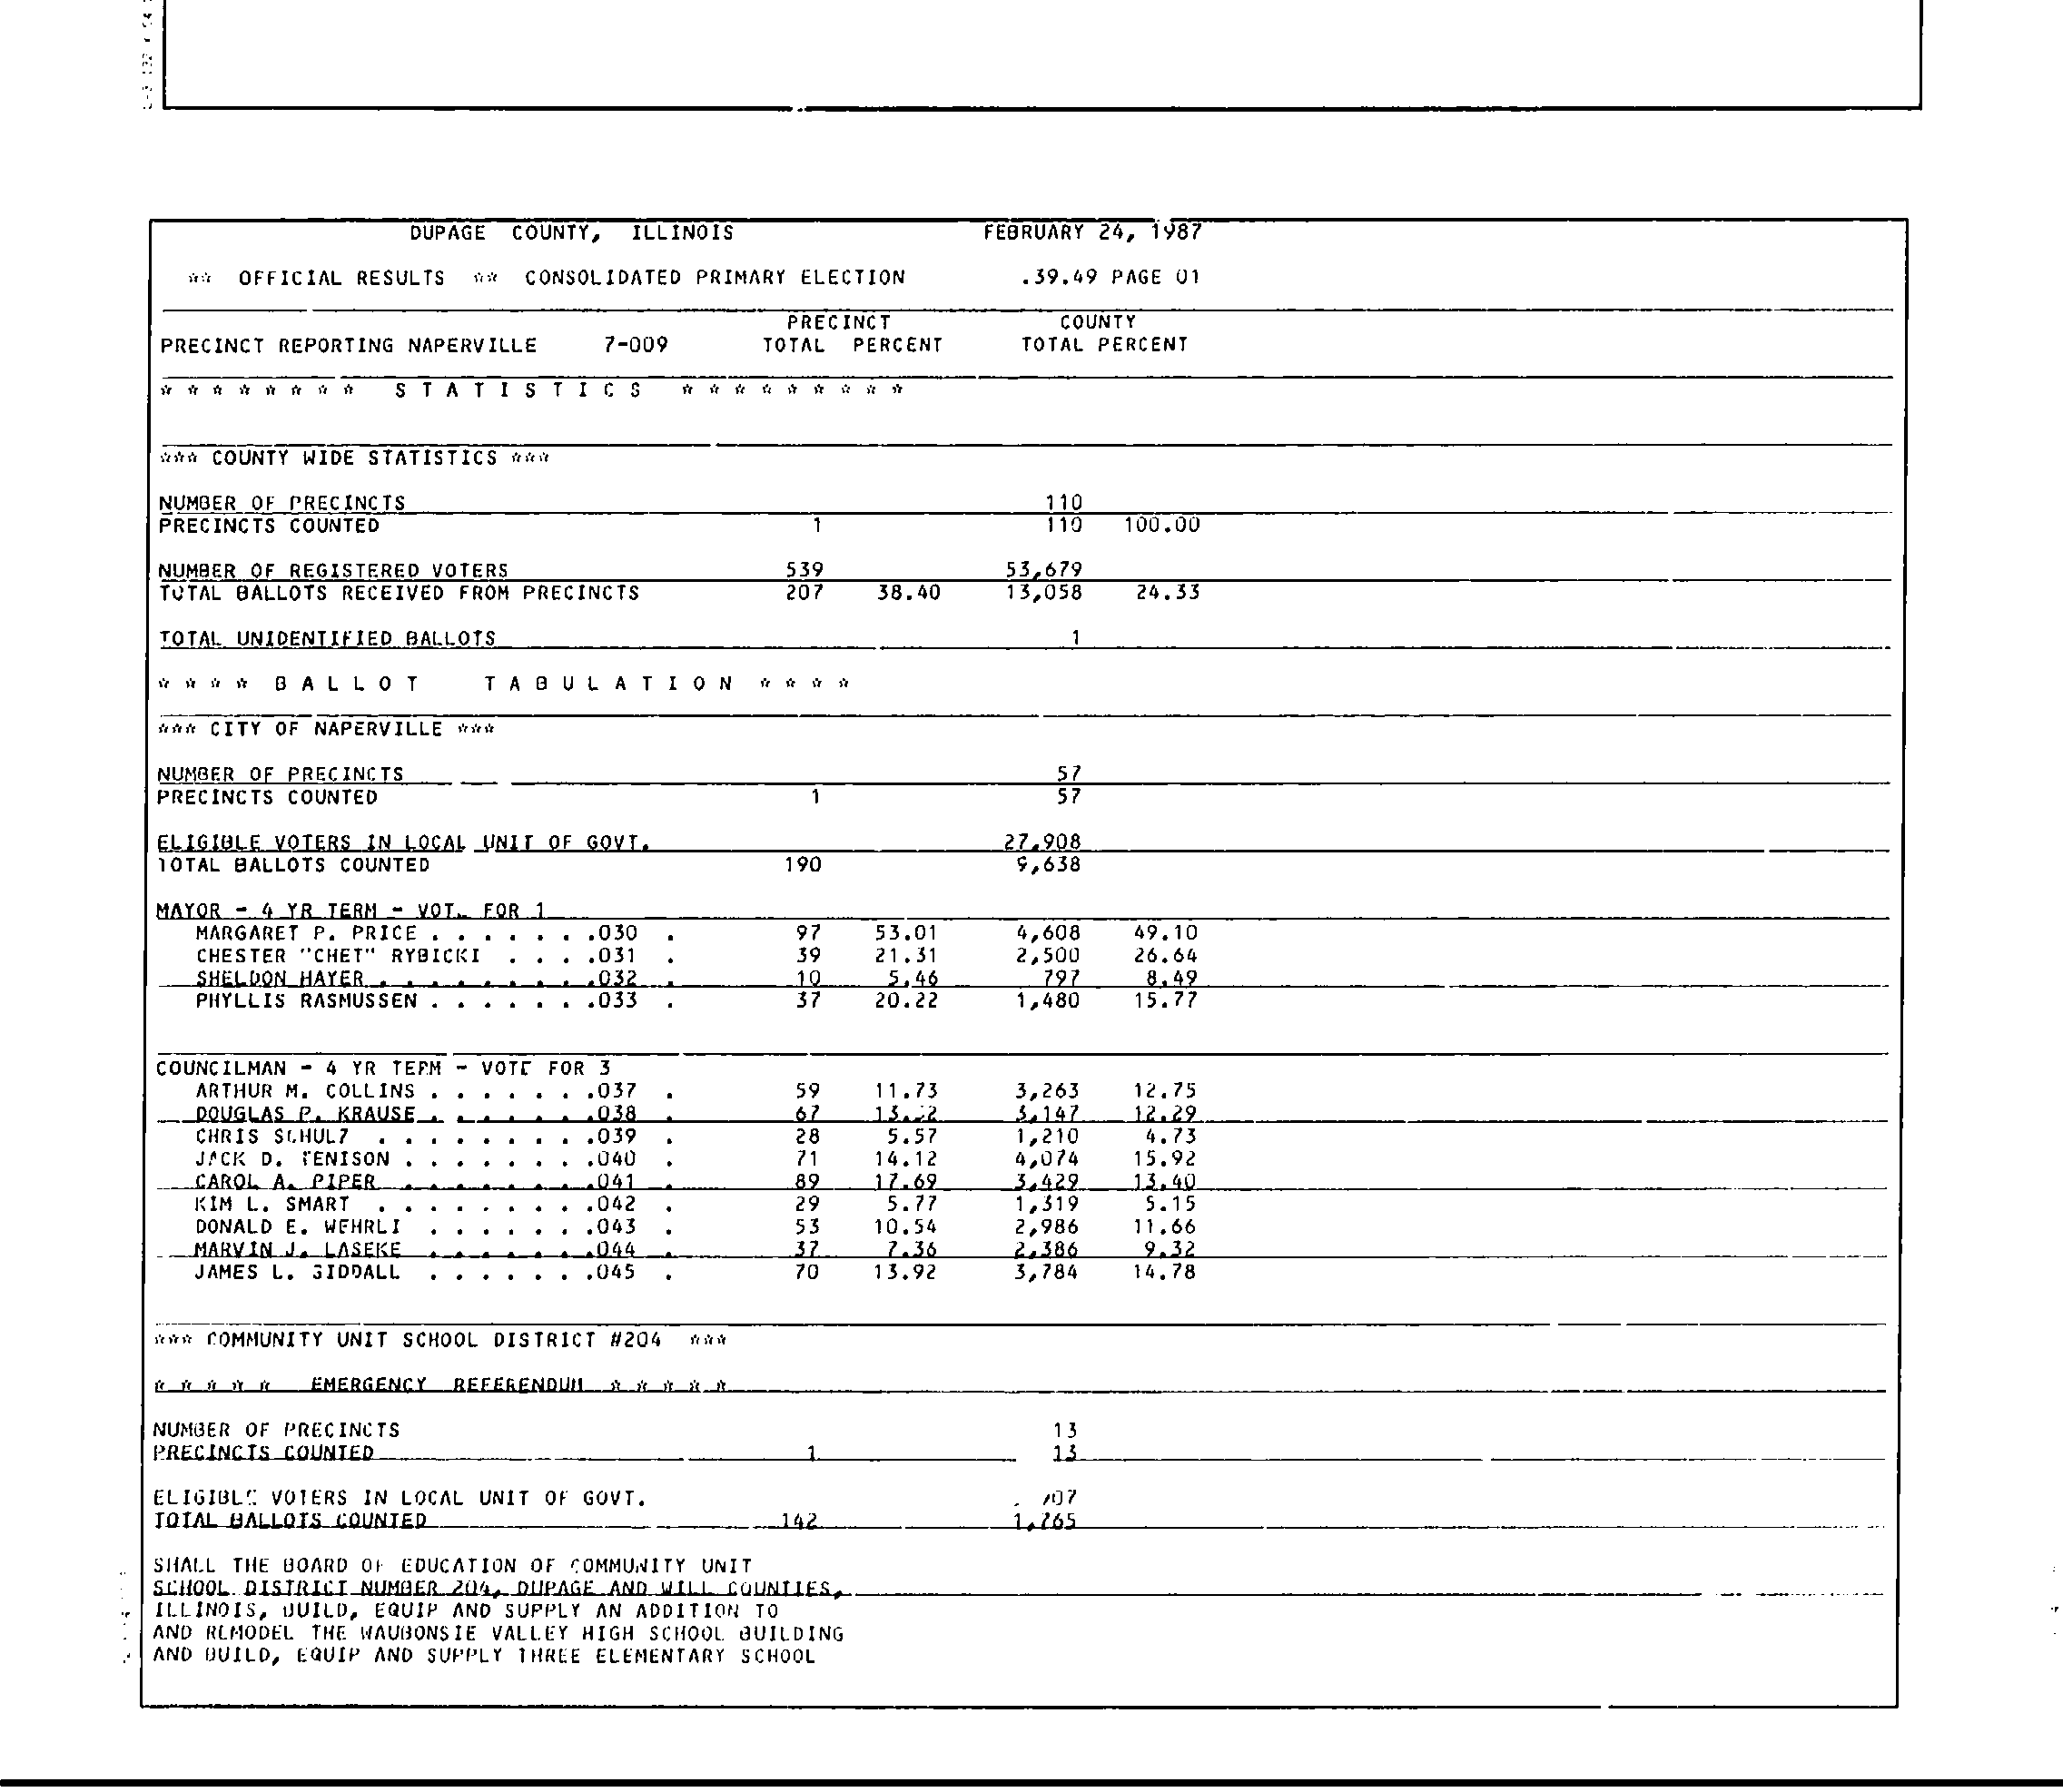 DUPAGE COUNTY, ILLINOIS FEBRUARY 24, 1987
** OFFICIAL RESULTS ** CONSOLIDATED PRIMARY ELECTION .39.49 PAGE 01
PRECINCT COUNTY
PRECINCT REPORTING NAPERVILLE 7-009 TOTAL PERCENT TOTAL PERCENT
* * * * * * * * S T A T I S T I C S * * * * * * * * *
*** COUNTY WIDE STATISTICS ***
NUMBER OF PRECINCTS 110
PRECINCTS COUNTED 1 110 100.00
NUMBER OF REGISTERED VOTERS 539 53,679
TOTAL BALLOTS RECEIVED FROM PRECINCTS 207 38.40 13,058 24.33
TOTAL UNIDENTIFIED BALLOTS 1
* * * * B A L L O T T A B U L A T I O N * * * *
*** CITY OF NAPERVILLE ***
NUMBER OF PRECINCTS 57
PRECINCTS COUNTED 1 57
ELIGIBLE VOTERS IN LOCAL UNIT OF GOVT. 27,908
TOTAL BALLOTS COUNTED 190 9,638
MAYOR - 4 YR TERM - VOTE FOR 1
MARGARET P. PRICE . . . . . . .030 . 97 53.01 4,608 49.10
CHESTER "CHET" RYBICKI . . . .031 . 39 21.31 2,500 26.64
SHELDON HAYER . . . . . . . . .032 . 10 5.46 797 8.49
PHYLLIS RASMUSSEN . . . . . . .033 . 37 20.22 1,480 15.77
COUNCILMAN - 4 YR TERM - VOTE FOR 3
ARTHUR M. COLLINS . . . . . . .037 . 59 11.73 3,263 12.75
DOUGLAS P. KRAUSE . . . . . . .038 . 67 3,147 12.29
CHRIS SCHULZ . . . . . . . . .039 . 28 5.57 1,210 4.73
JACK D. TENISON . . . . . . . .040 . 71 14.12 4,074 15.92
CAROL A. PIPER . . . . . . . .041 . 89 17.69 3,429 13.40
KIM L. SMART . . . . . . . . .042 . 29 5.77 1,319 5.15
DONALD E. WEHRLI . . . . . . .043 . 53 10.54 2,986 11.66
MARVIN J. LASEKE . . . . . . .044 . 37 7.36 2,386 9.32
JAMES L. SIDDALL . . . . . . .045 . 70 13.92 3,784 14.78
*** COMMUNITY UNIT SCHOOL DISTRICT #204 ***
* * * * * EMERGENCY REFERENDUM * * * * *
NUMBER OF PRECINCTS 13
PRECINCTS COUNTED 1 13
ELIGIBLE VOTERS IN LOCAL UNIT OF GOVT.
TOTAL BALLOTS COUNTED 142 1,765
SHALL THE BOARD OF EDUCATION OF COMMUNITY UNIT
SCHOOL DISTRICT NUMBER 204, DUPAGE AND WILL COUNTIES,
ILLINOIS, BUILD, EQUIP AND SUPPLY AN ADDITION TO
AND REMODEL THE WAUBONSIE VALLEY HIGH SCHOOL BUILDING
AND BUILD, EQUIP AND SUPPLY THREE ELEMENTARY SCHOOL